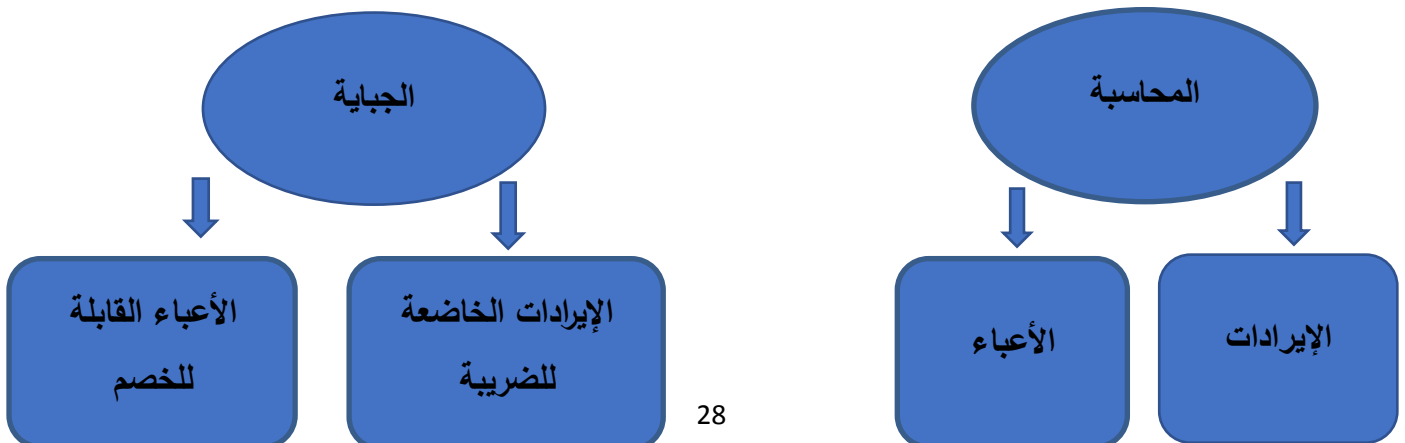 المحاسبة
الجباية
الإيرادات
الأعباء
الإيرادات الخاضعة
للضريبة
الأعباء القابلة
للخصم
28